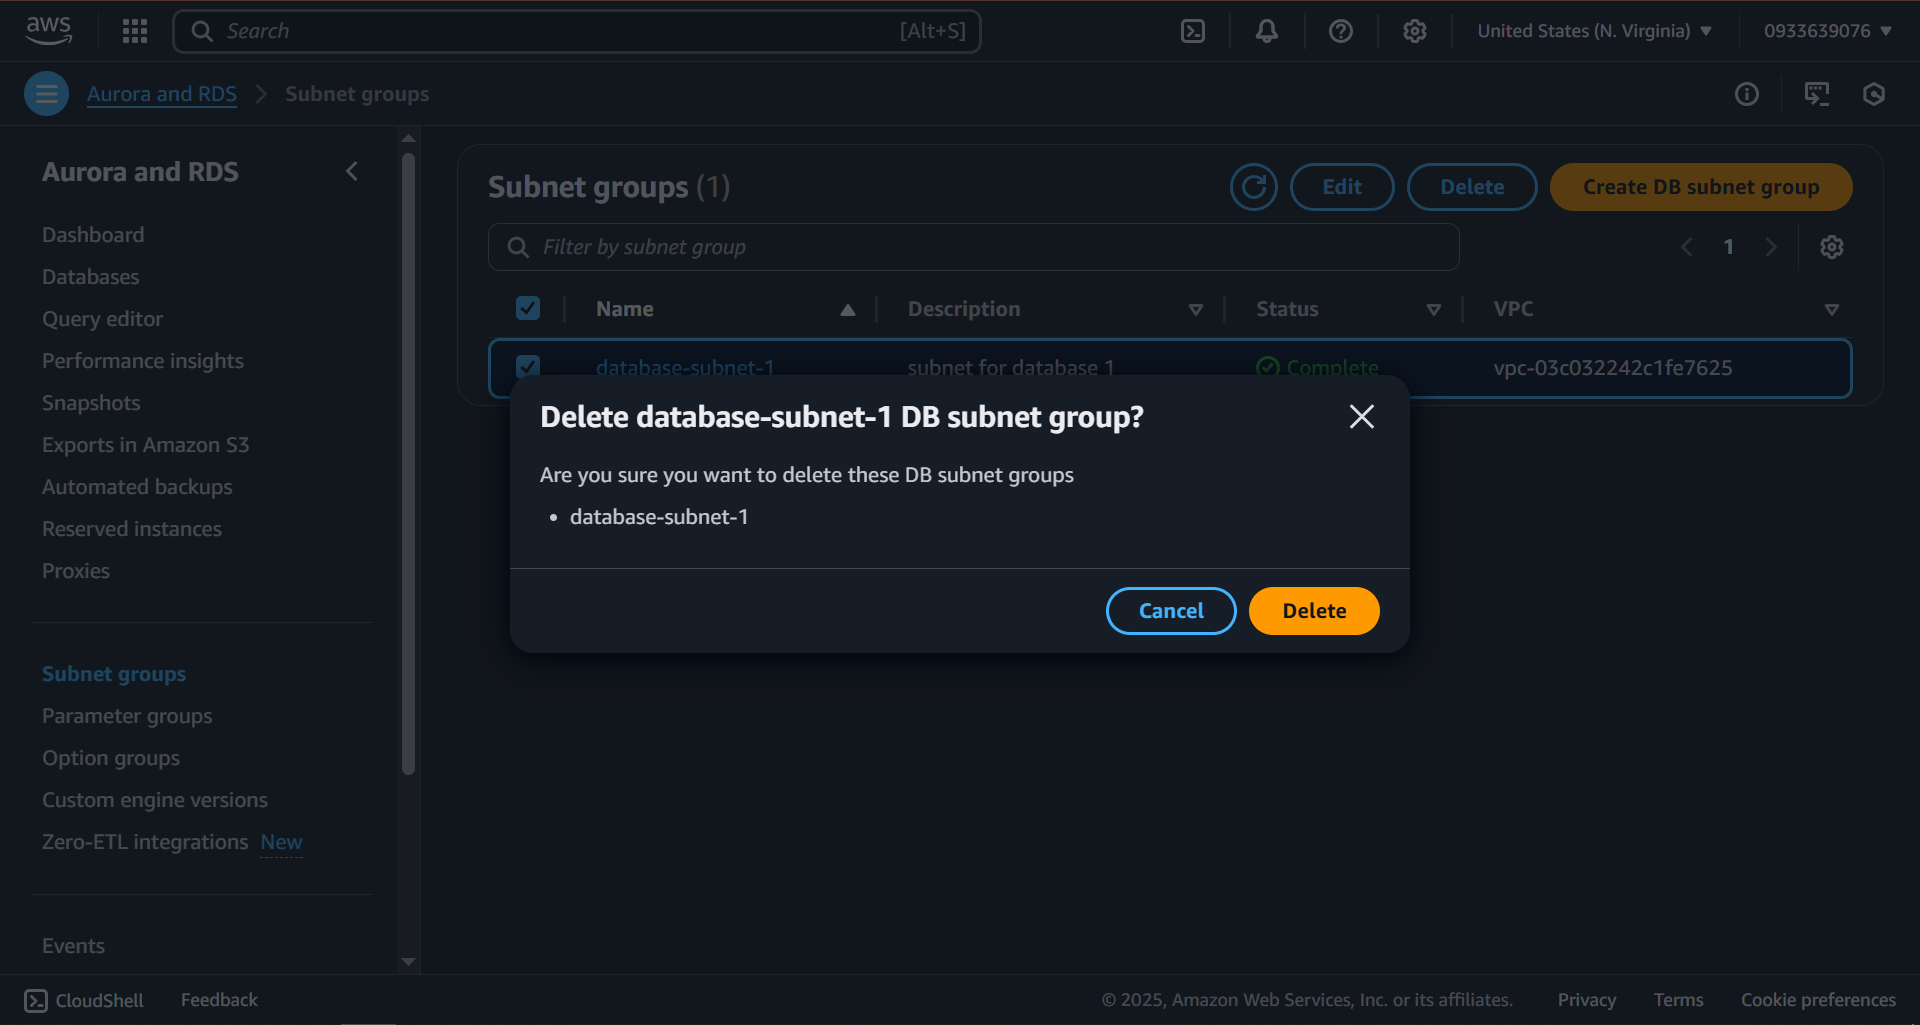 aws
Search [Alt+S]
United States (N. Virginia)
0933639076
Aurora and RDS
Subnet groups
Aurora and RDS
Dashboard
Databases
Query editor
Performance insights
Snapshots
Exports in Amazon S3
Automated backups
Reserved instances
Proxies
Subnet groups
Parameter groups
Option groups
Custom engine versions
Zero-ETL integrations New
Events
Subnet groups (1)
Edit
Delete
Create DB subnet group
Filter by subnet group
1
Name Description Status VPC
database-subnet-1 subnet for database 1 Complete vpc-03c032242c1fe7625
Delete database-subnet-1 DB subnet group?
Are you sure you want to delete these DB subnet groups
• database-subnet-1
Cancel
Delete
CloudShell
Feedback
© 2025, Amazon Web Services, Inc. or its affiliates.
Privacy
Terms
Cookie preferences